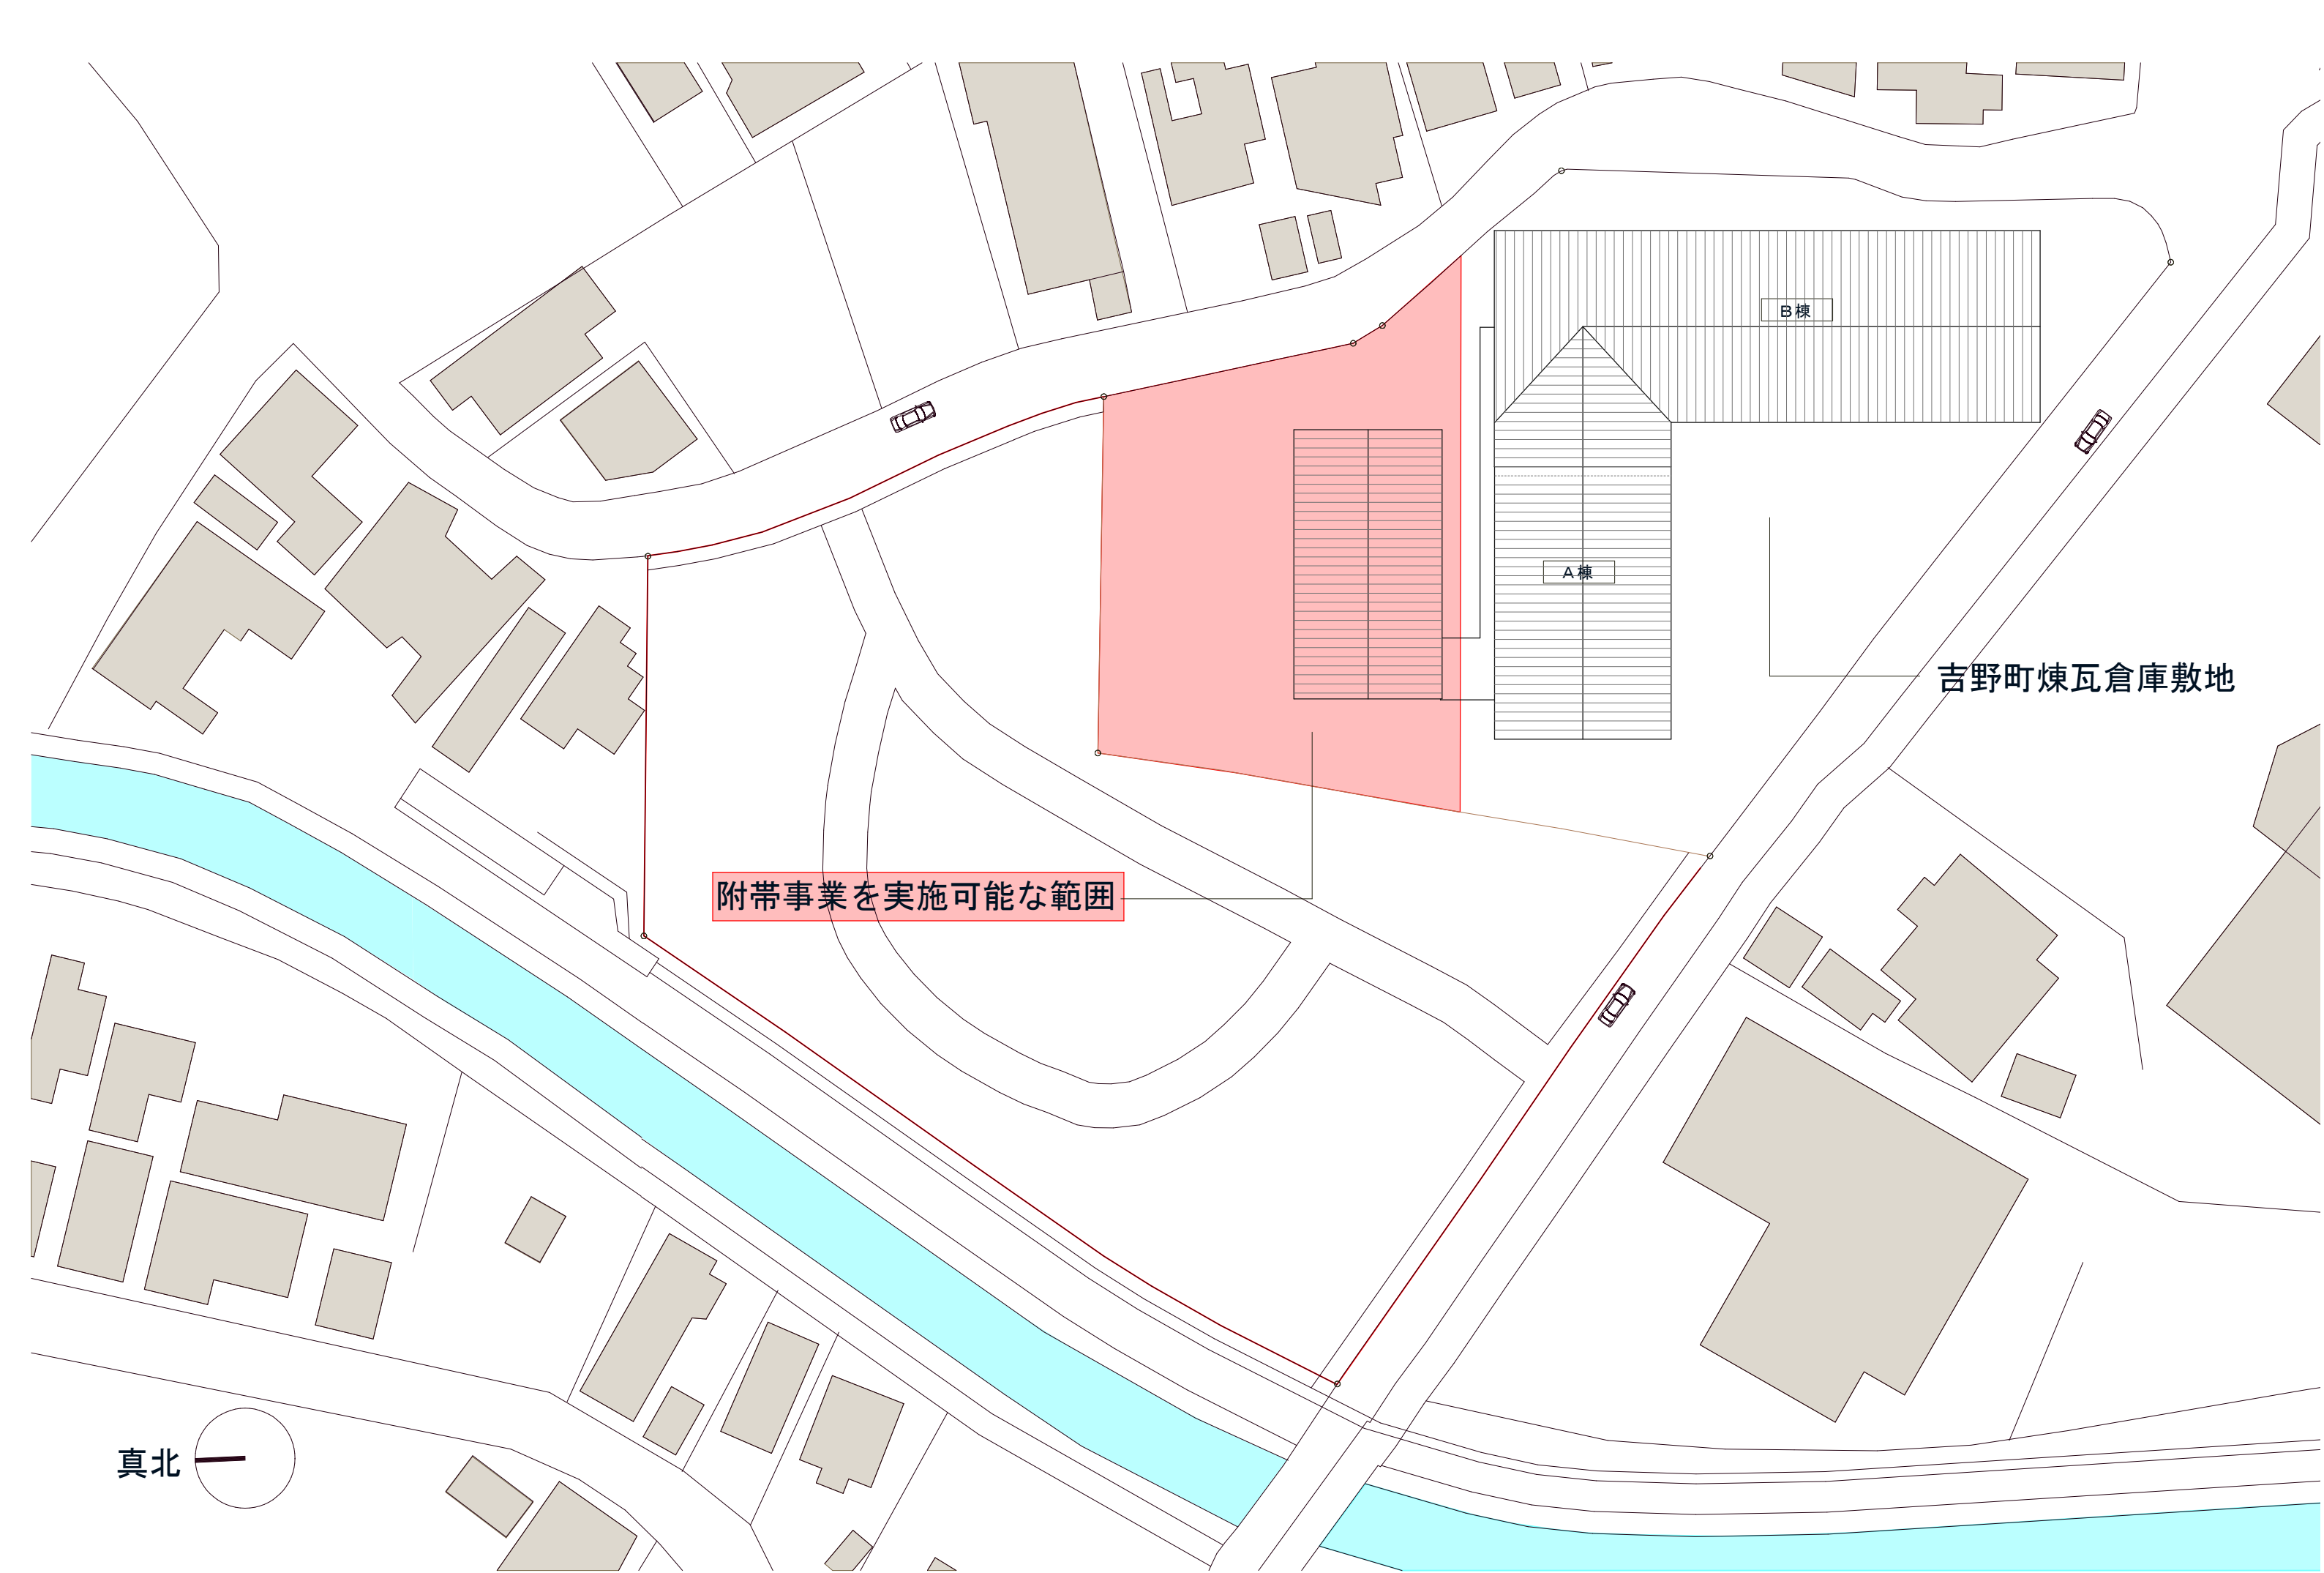 B棟
A棟
吉野町煉瓦倉庫敷地
附帯事業を実施可能な範囲
真北